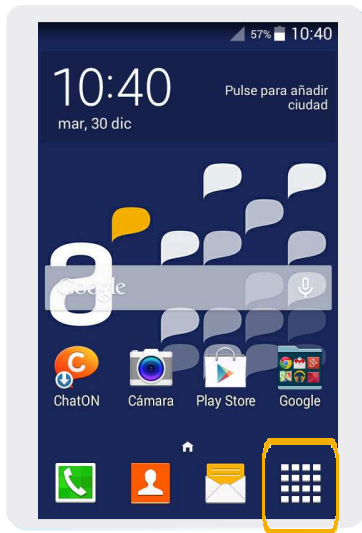 57% 10:40
10:40
Pulse para añadir
ciudad
mar, 30 dic
a
Google
ChatON
Cámara
Play Store
Google